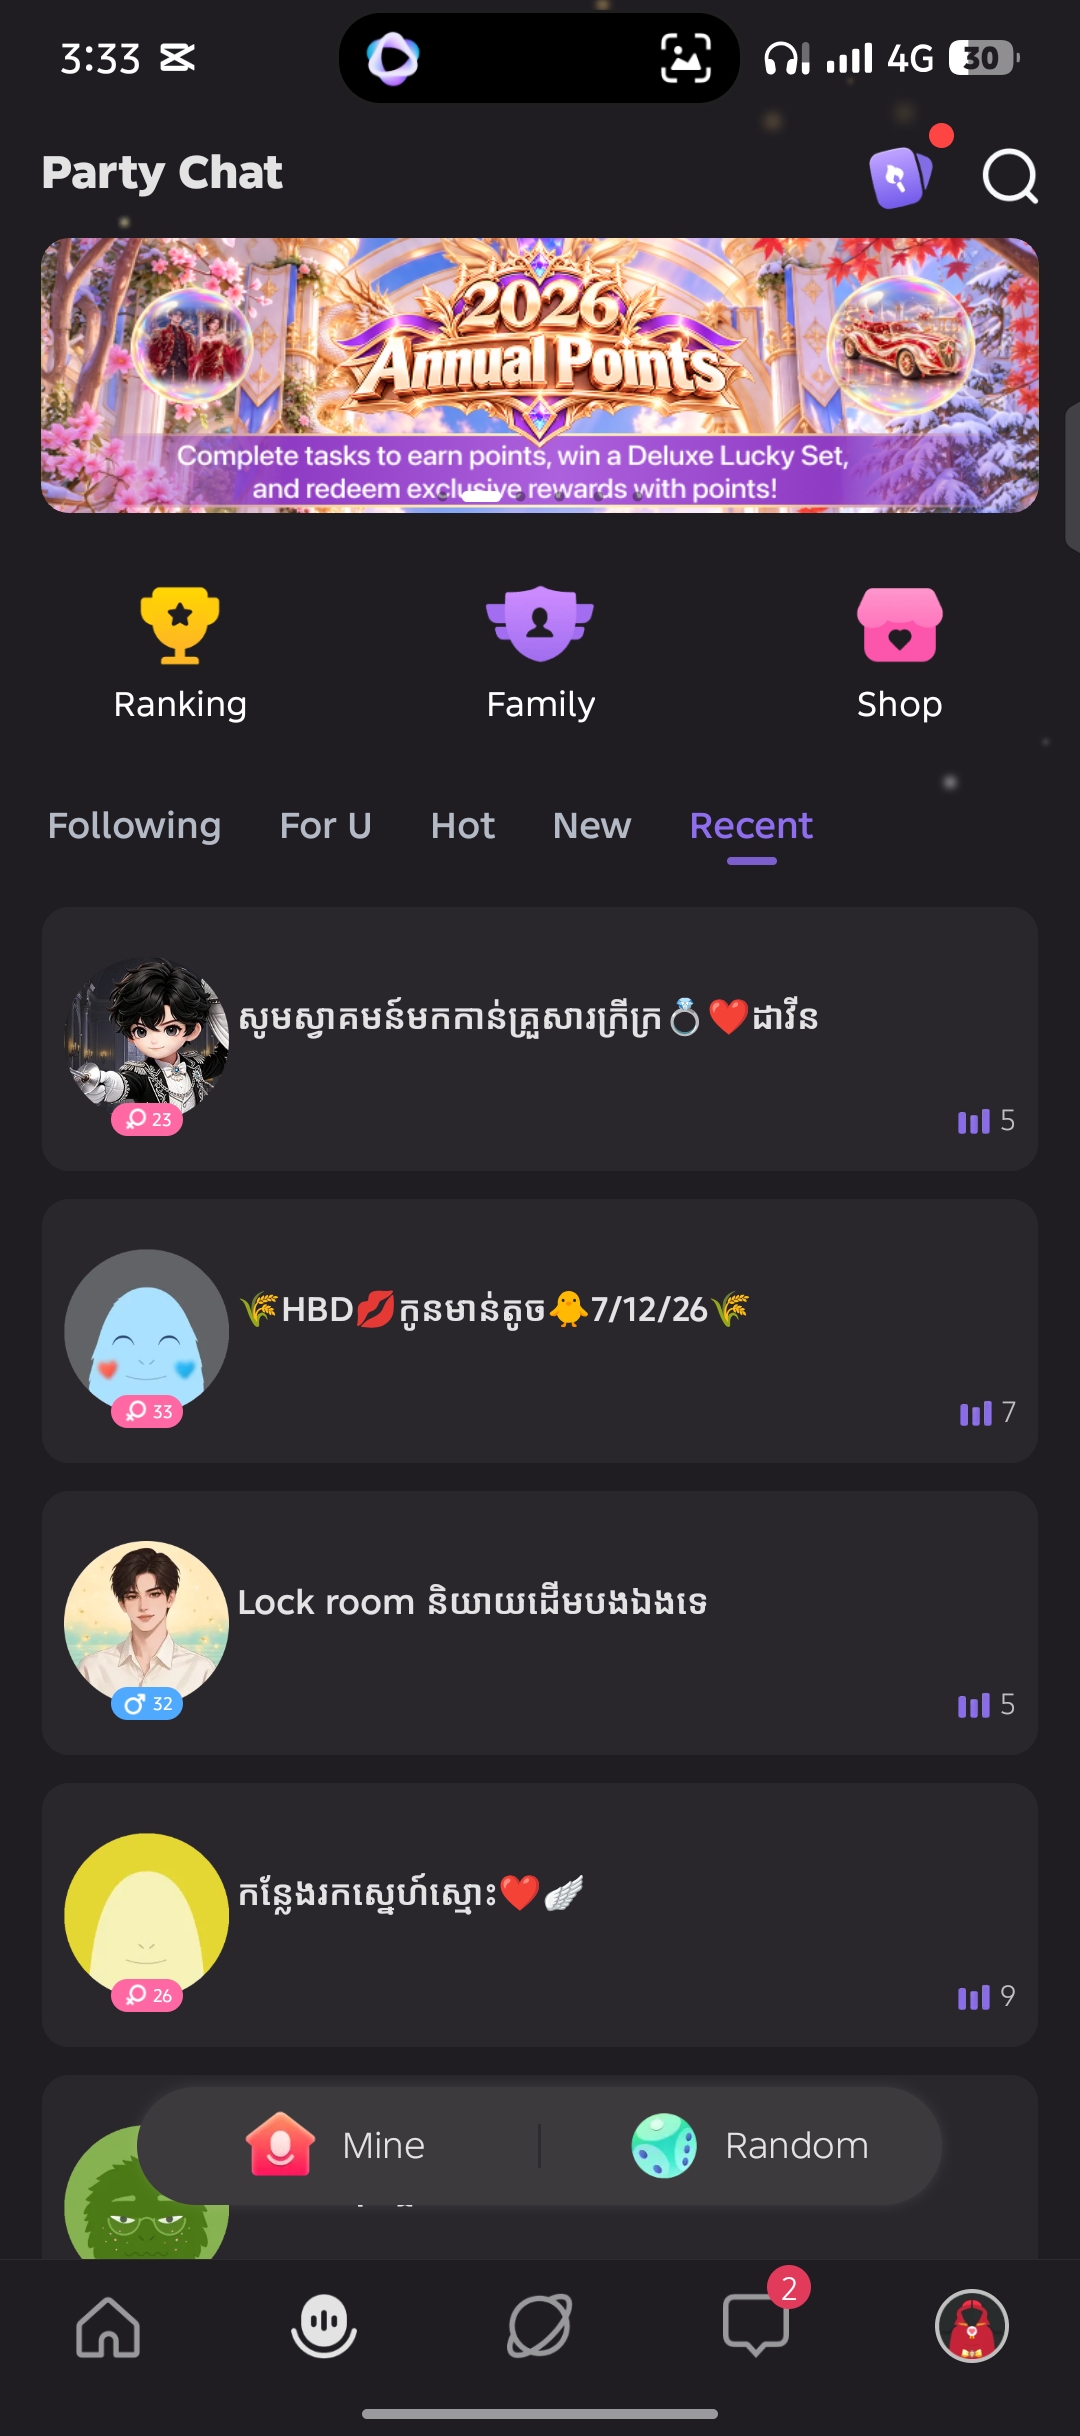 3:33
4G
30
Party Chat
2026
Annual Points
Complete tasks to earn points, win a Deluxe Lucky Set,
and redeem exclusive rewards with points!
Ranking
Family
Shop
Following
For U
Hot
New
Recent
សូមស្វាគមន៍មកកាន់គ្រួសារក្រីក្រ💍❤️ដាវីន
23
5
🌾HBD💋កូនមាន់តូច🐥7/12/26🌾
33
7
Lock room និយាយដើមបងឯងទេ
32
5
កន្លែងរកស្នេហ៍ស្មោះ❤️🪽
26
9
Mine
Random
2